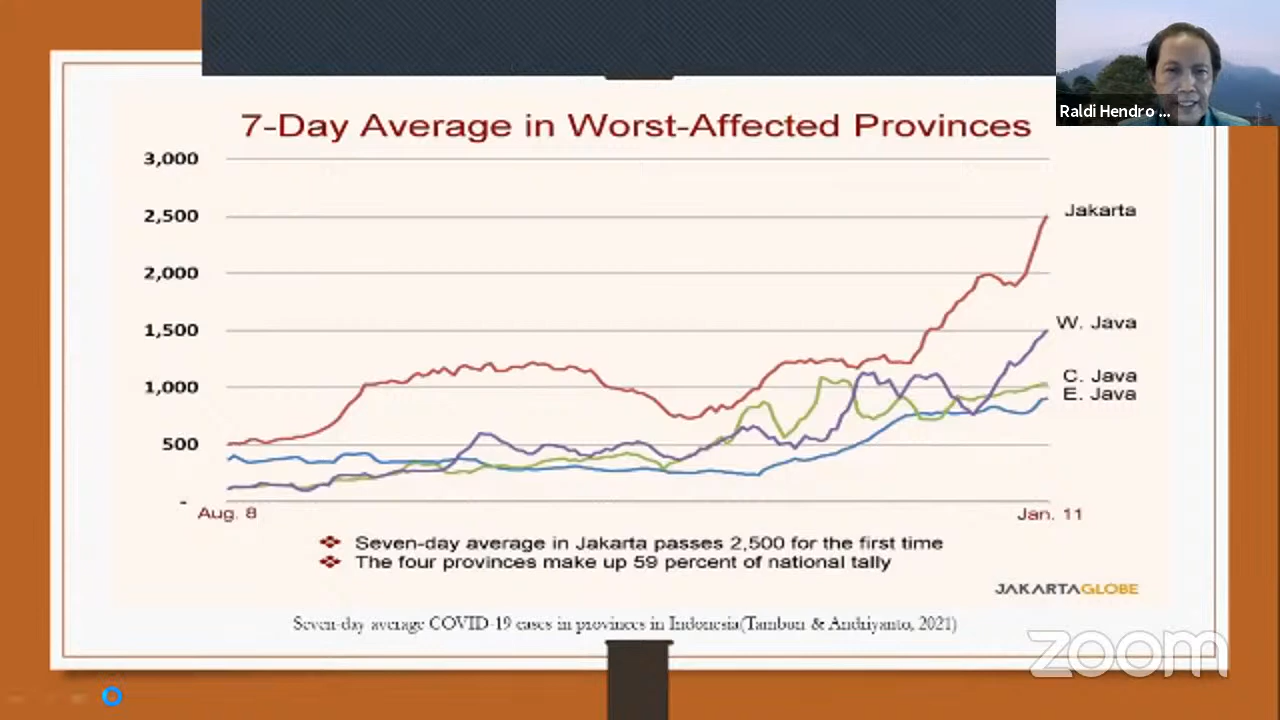 Raldi Hendro ...
7-Day Average in Worst-Affected Provinces
3,000
2,500
2,000
1,500
1,000
500
-
Jakarta
W. Java
C. Java
E. Java
Aug. 8
Jan. 11
Seven-day average in Jakarta passes 2,500 for the first time
The four provinces make up 59 percent of national tally
JAKARTAGLOBE
Seven-day average COVID-19 cases in provinces in Indonesia(Tambun & Andriyanto, 2021)
zoom